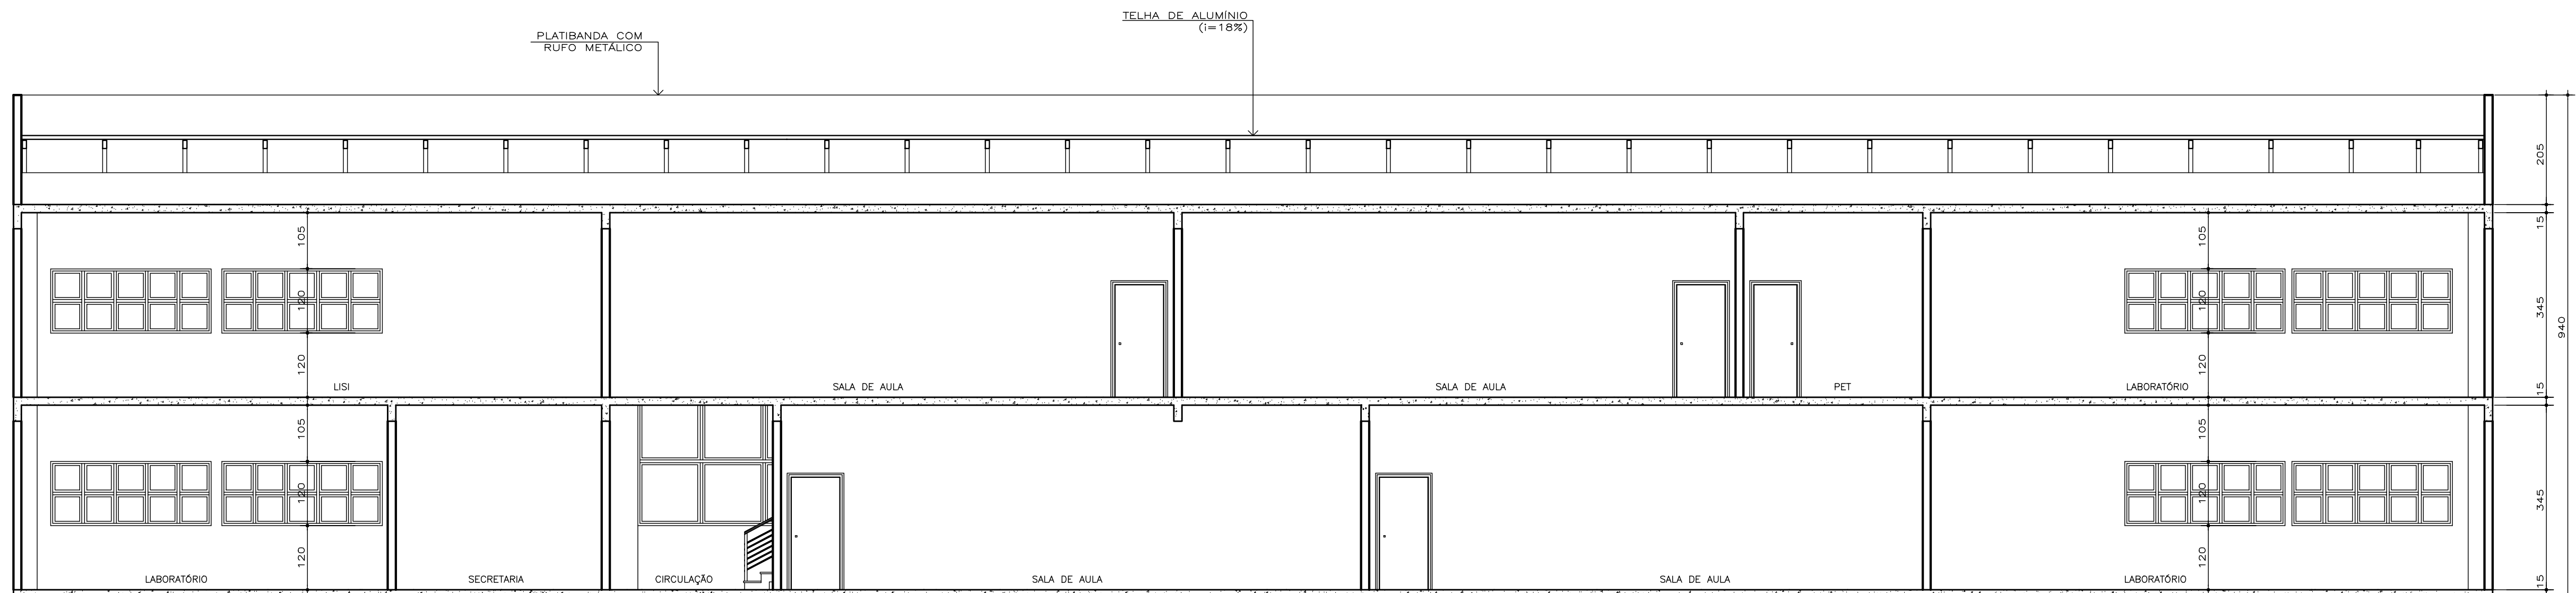 TELHA DE ALUMÍNIO
(i=18%)
PLATIBANDA COM
RUFO METÁLICO
205
15
105
105
345
940
120
120
120
120
LISI
SALA DE AULA
SALA DE AULA
PET
LABORATÓRIO
15
105
105
345
120
120
120
120
LABORATÓRIO
SECRETARIA
CIRCULAÇÃO
SALA DE AULA
SALA DE AULA
LABORATÓRIO
15